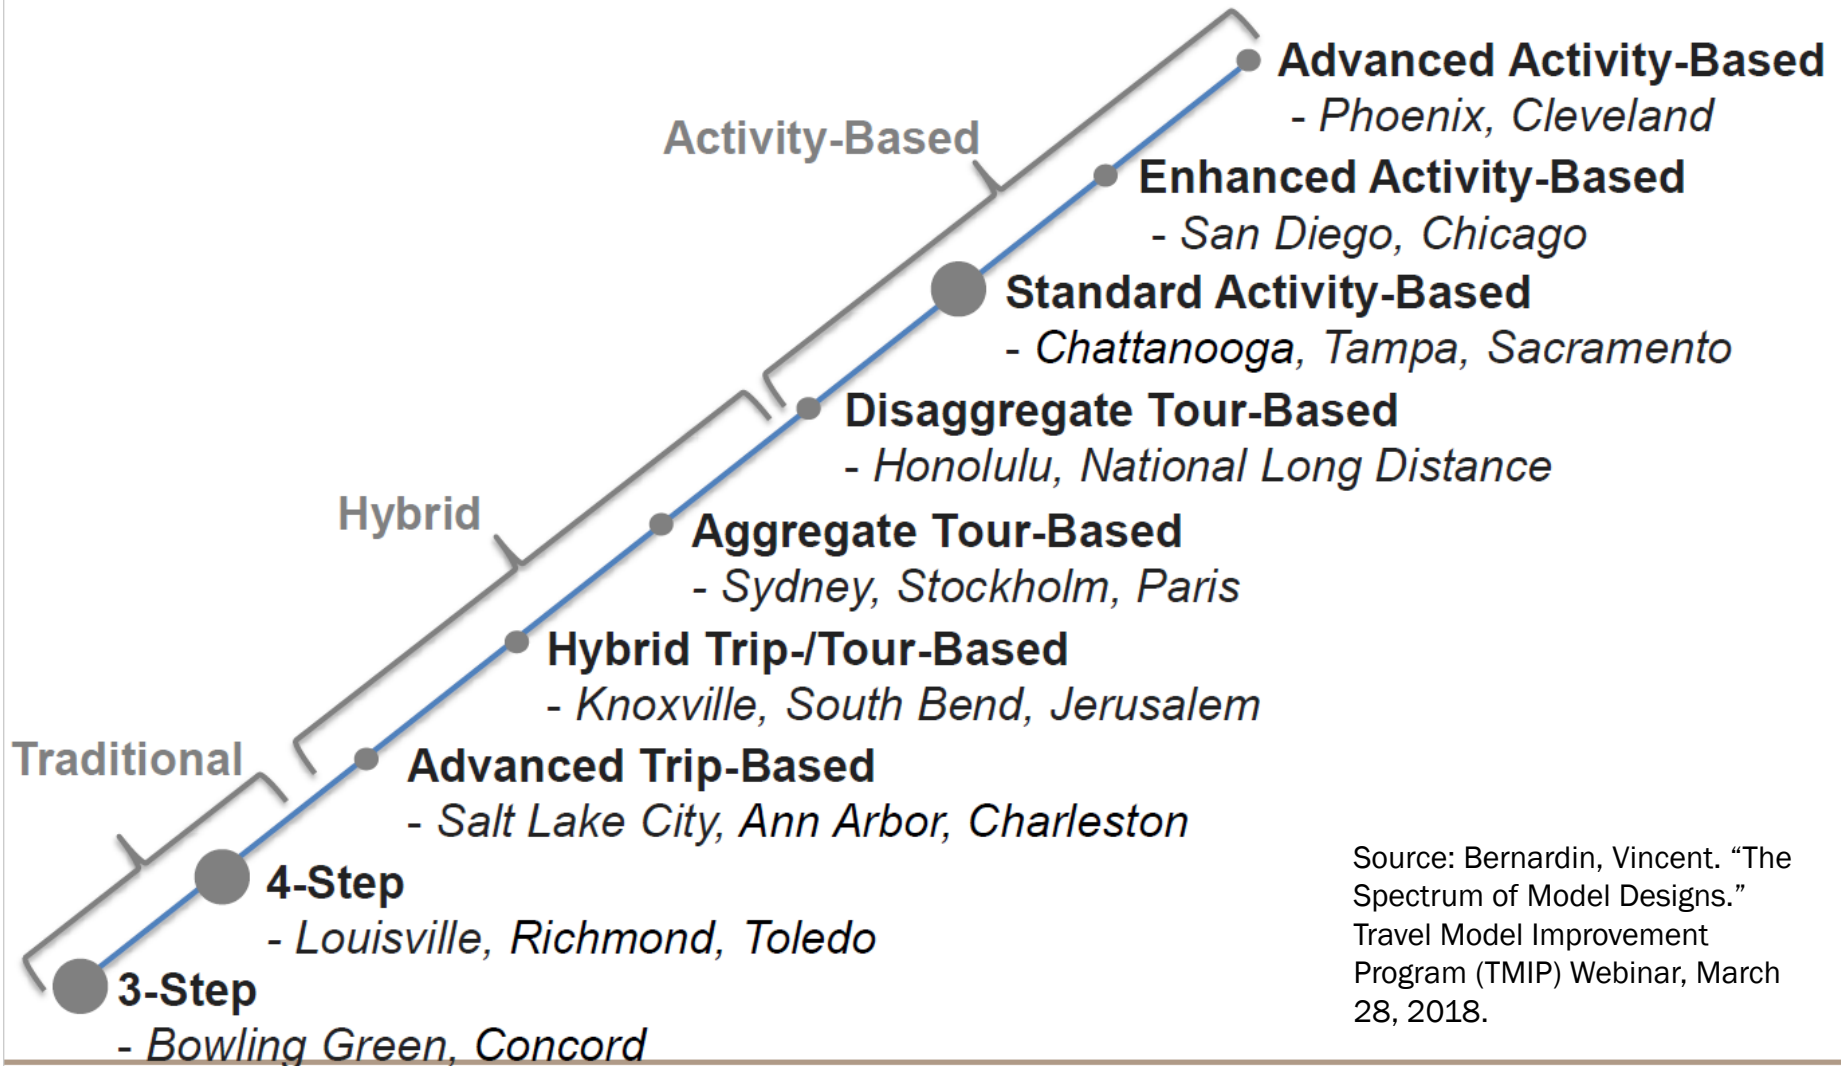 Advanced Activity-Based
- Phoenix, Cleveland
Activity-Based
Enhanced Activity-Based
- San Diego, Chicago
Standard Activity-Based
- Chattanooga, Tampa, Sacramento
Disaggregate Tour-Based
- Honolulu, National Long Distance
Hybrid
Aggregate Tour-Based
- Sydney, Stockholm, Paris
Hybrid Trip-/Tour-Based
- Knoxville, South Bend, Jerusalem
Traditional
Advanced Trip-Based
- Salt Lake City, Ann Arbor, Charleston
4-Step
- Louisville, Richmond, Toledo
3-Step
- Bowling Green, Concord
Source: Bernardin, Vincent. “The
Spectrum of Model Designs.”
Travel Model Improvement
Program (TMIP) Webinar, March
28, 2018.